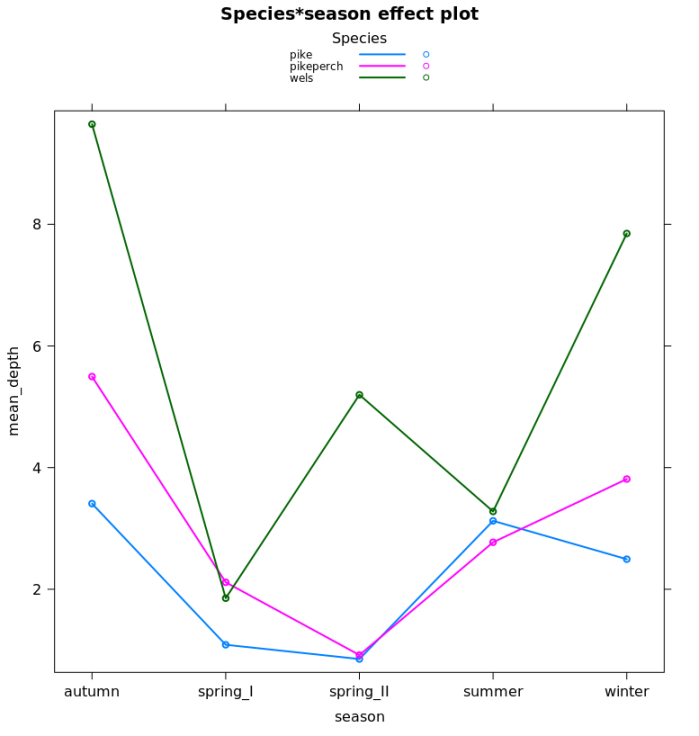 Species*season effect plot
Species
pike
pikeperch
wels
8
6
4
2
mean_depth
autumn spring_I spring_II summer winter
season